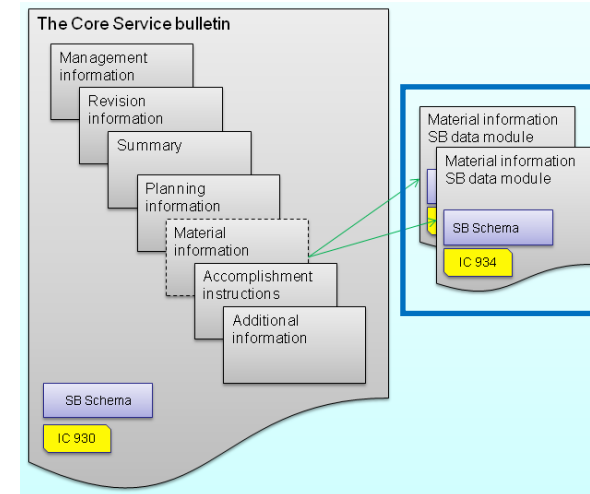 The Core Service bulletin
Management
information
Revision
information
Summary
Planning
information
Material
information
Accomplishment
instructions
Additional
information
SB Schema
IC 930
Material information
SB data module
Material information
SB data module
SB Schema
IC 934